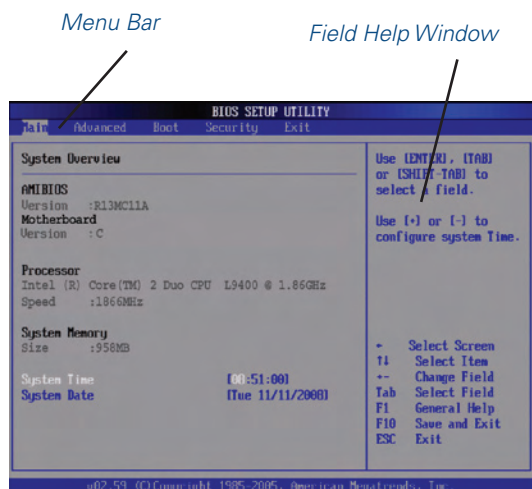 Menu Bar
Field Help Window
BIOS SETUP UTILITY
Main Advanced Boot Security Exit
System Overview
AMIBIOS
Version :R13MC11A
Motherboard
Version :C
Processor
Intel (R) Core(TM) 2 Duo CPU L9400 @ 1.86GHz
Speed :1866MHz
System Memory
Size :958MB
System Time [08:51:00]
System Date [Tue 11/11/2008]
Use [ENTER], [TAB]
or [SHIFT-TAB] to
select a field.
Use [+] or [-] to
configure system Time.
← Select Screen
↑↓ Select Item
+- Change Field
Tab Select Field
F1 General Help
F10 Save and Exit
ESC Exit
v02.59 (C)Copyright 1985-2005, American Megatrends, Inc.